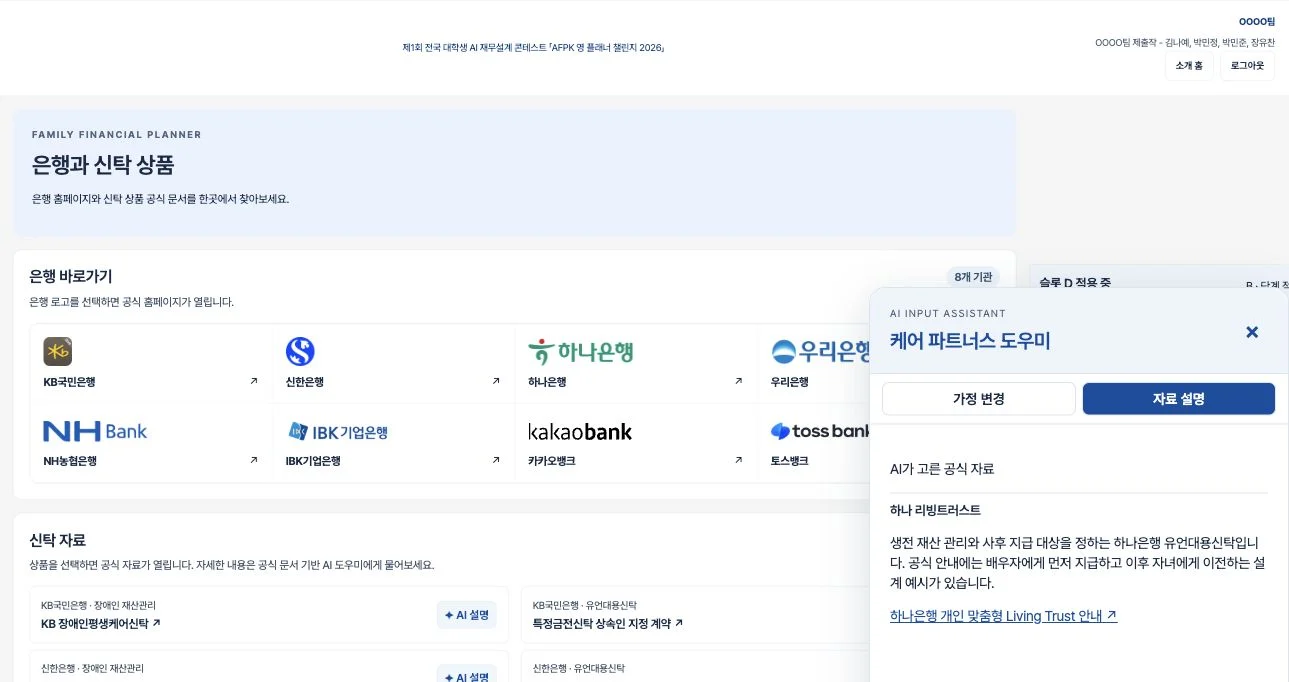 제1회 전국 대학생 AI 재무설계 콘테스트 「AFPK 영 플래너 챌린지 2026」
OOOO팀
OOOO팀 제출작 - 김나예, 박민정, 박민준, 장유찬
소개 홈
로그아웃
FAMILY FINANCIAL PLANNER
은행과 신탁 상품
은행 홈페이지와 신탁 상품 공식 문서를 한곳에서 찾아보세요.
은행 바로가기
8개 기관
은행 로고를 선택하면 공식 홈페이지가 열립니다.
KB국민은행 ↗
신한은행 ↗
하나은행
하나은행 ↗
우리은행
우리은행
NH Bank
NH농협은행 ↗
IBK기업은행
IBK기업은행 ↗
kakaobank
카카오뱅크 ↗
toss bank
토스뱅크
신탁 자료
상품을 선택하면 공식 자료가 열립니다. 자세한 내용은 공식 문서 기반 AI 도우미에게 물어보세요.
KB국민은행 · 장애인 재산관리
KB 장애인평생케어신탁 ↗
✦ AI 설명
KB국민은행 · 유언대용신탁
특정금전신탁 상속인 지정 계약 ↗
신한은행 · 장애인 재산관리
✦ AI 설명
신한은행 · 유언대용신탁
슬롯 D 적용 중
AI INPUT ASSISTANT
케어 파트너스 도우미
×
가정 변경
자료 설명
AI가 고른 공식 자료
하나 리빙트러스트
생전 재산 관리와 사후 지급 대상을 정하는 하나은행 유언대용신탁입니
다. 공식 안내에는 배우자에게 먼저 지급하고 이후 자녀에게 이전하는 설
계 예시가 있습니다.
하나은행 개인 맞춤형 Living Trust 안내 ↗